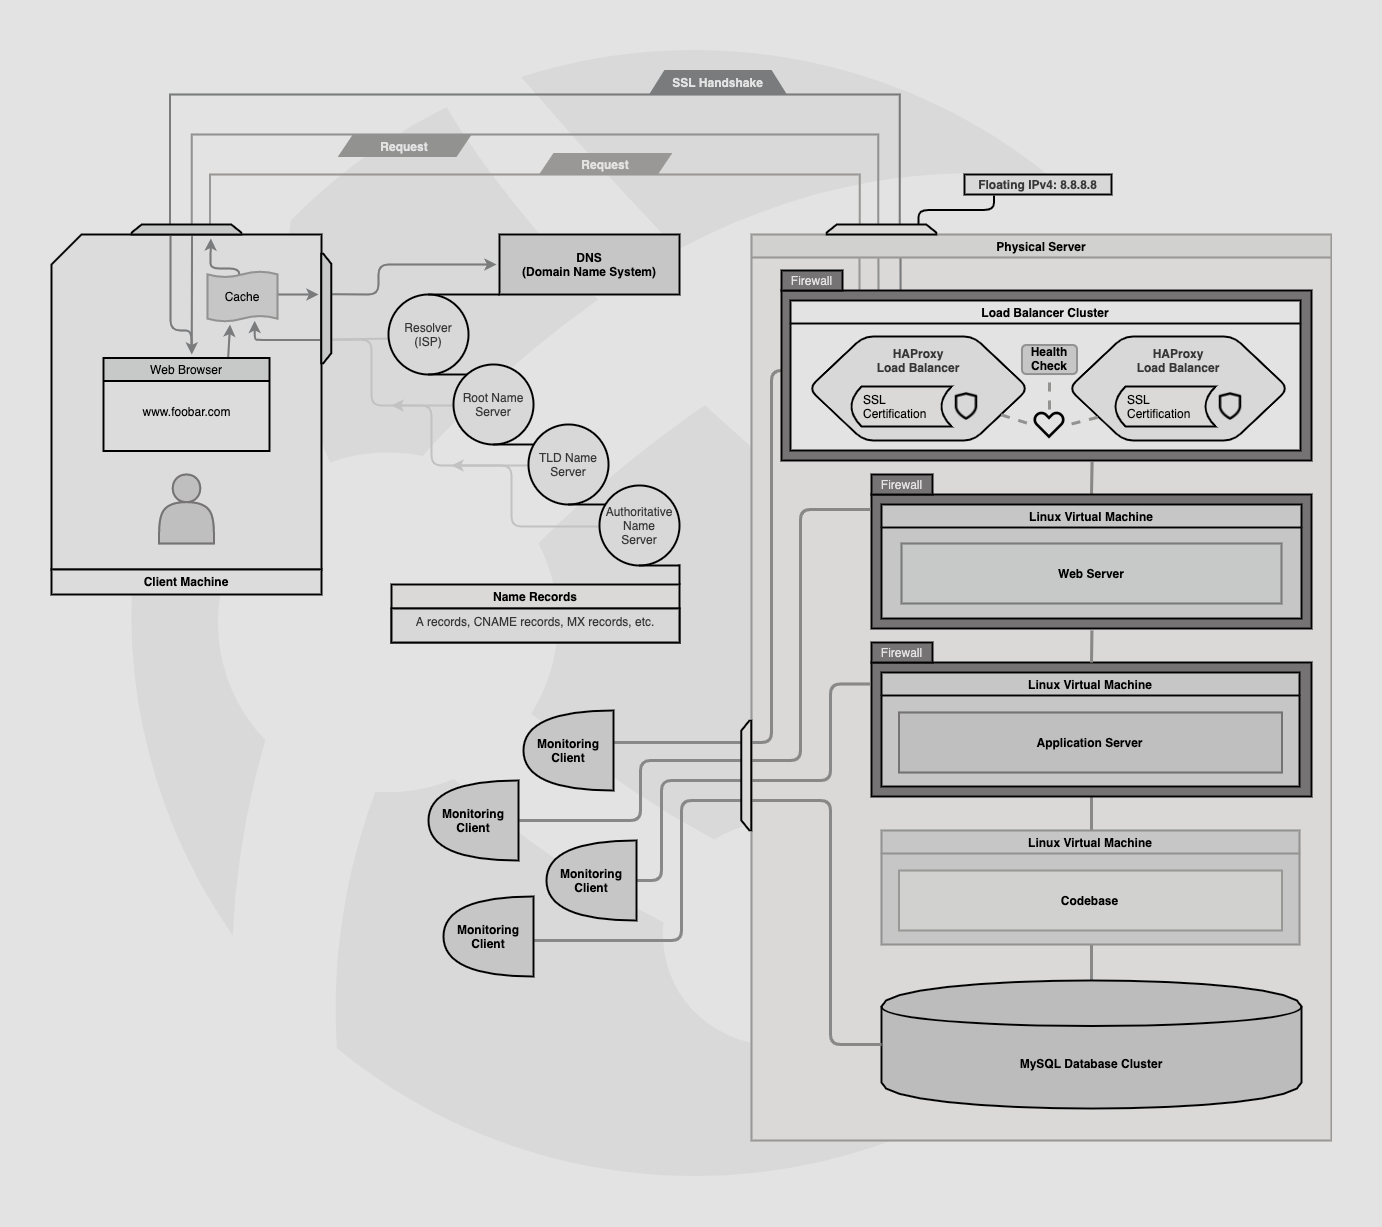 SSL Handshake
Request
Request
Floating IPv4: 8.8.8.8
Physical Server
DNS
(Domain Name System)
Firewall
Cache
Load Balancer Cluster
Resolver
(ISP)
HAProxy
Load Balancer
Health
Check
HAProxy
Load Balancer
Web Browser
www.foobar.com
Root Name
Server
SSL
Certification
SSL
Certification
TLD Name
Server
Firewall
Linux Virtual Machine
Authoritative
Name
Server
Web Server
Client Machine
Name Records
A records, CNAME records, MX records, etc.
Firewall
Linux Virtual Machine
Application Server
Monitoring
Client
Monitoring
Client
Linux Virtual Machine
Monitoring
Client
Codebase
Monitoring
Client
MySQL Database Cluster